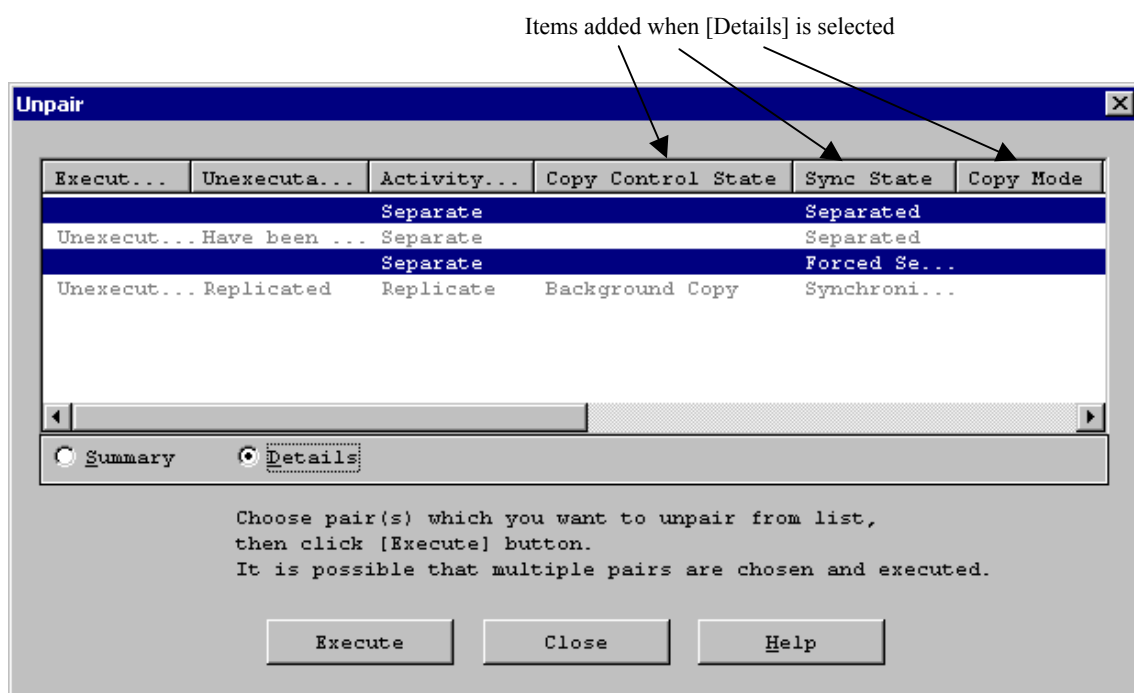 Items added when [Details] is selected
Unpair
Execut... Unexecuta... Activity... Copy Control State Sync State Copy Mode
Separate Separated
Unexecut... Have been ... Separate Separated
Separate Forced Se...
Unexecut... Replicated Replicate Background Copy Synchroni...
Summary Details
Choose pair(s) which you want to unpair from list,
then click [Execute] button.
It is possible that multiple pairs are chosen and executed.
Execute Close Help